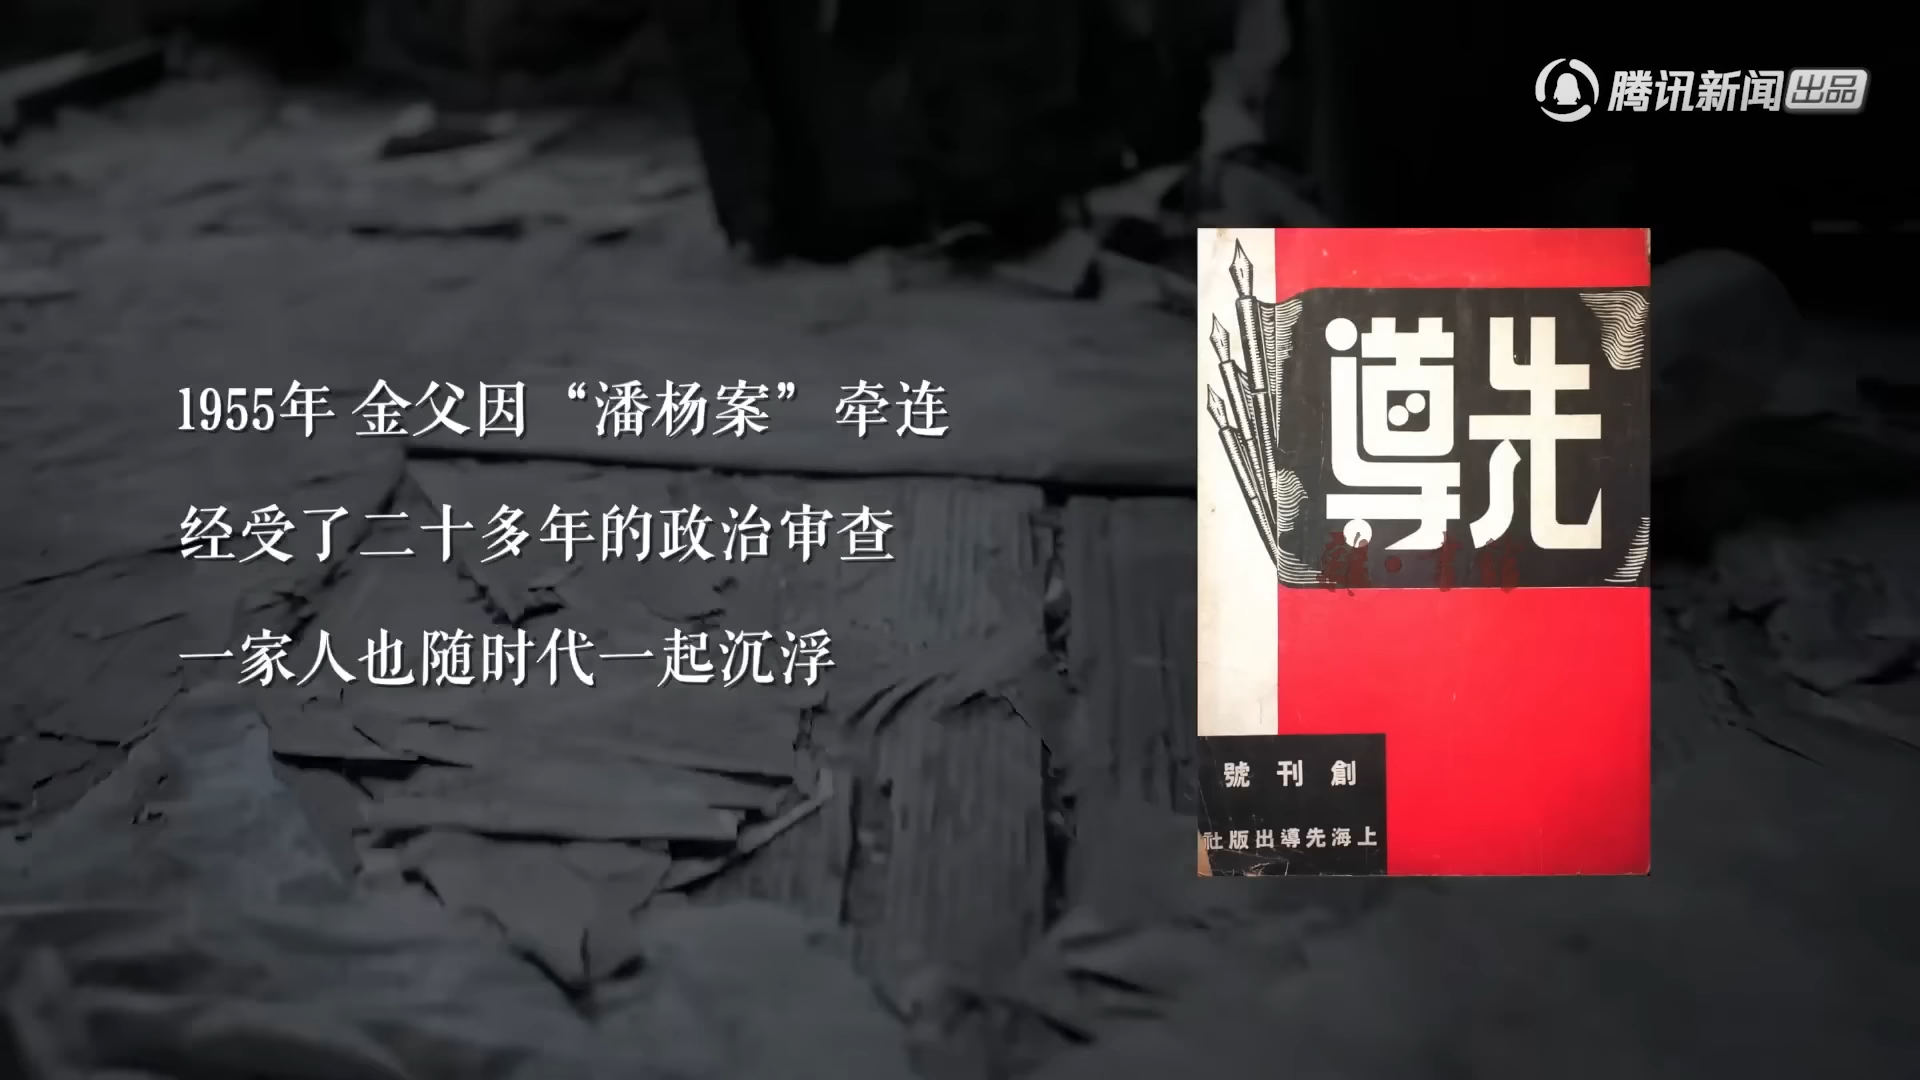 腾讯新闻出品
1955年 金父因“潘杨案”牵连
经受了二十多年的政治审查
一家人也随时代一起沉浮
先導
創刊號
上海先導出版社